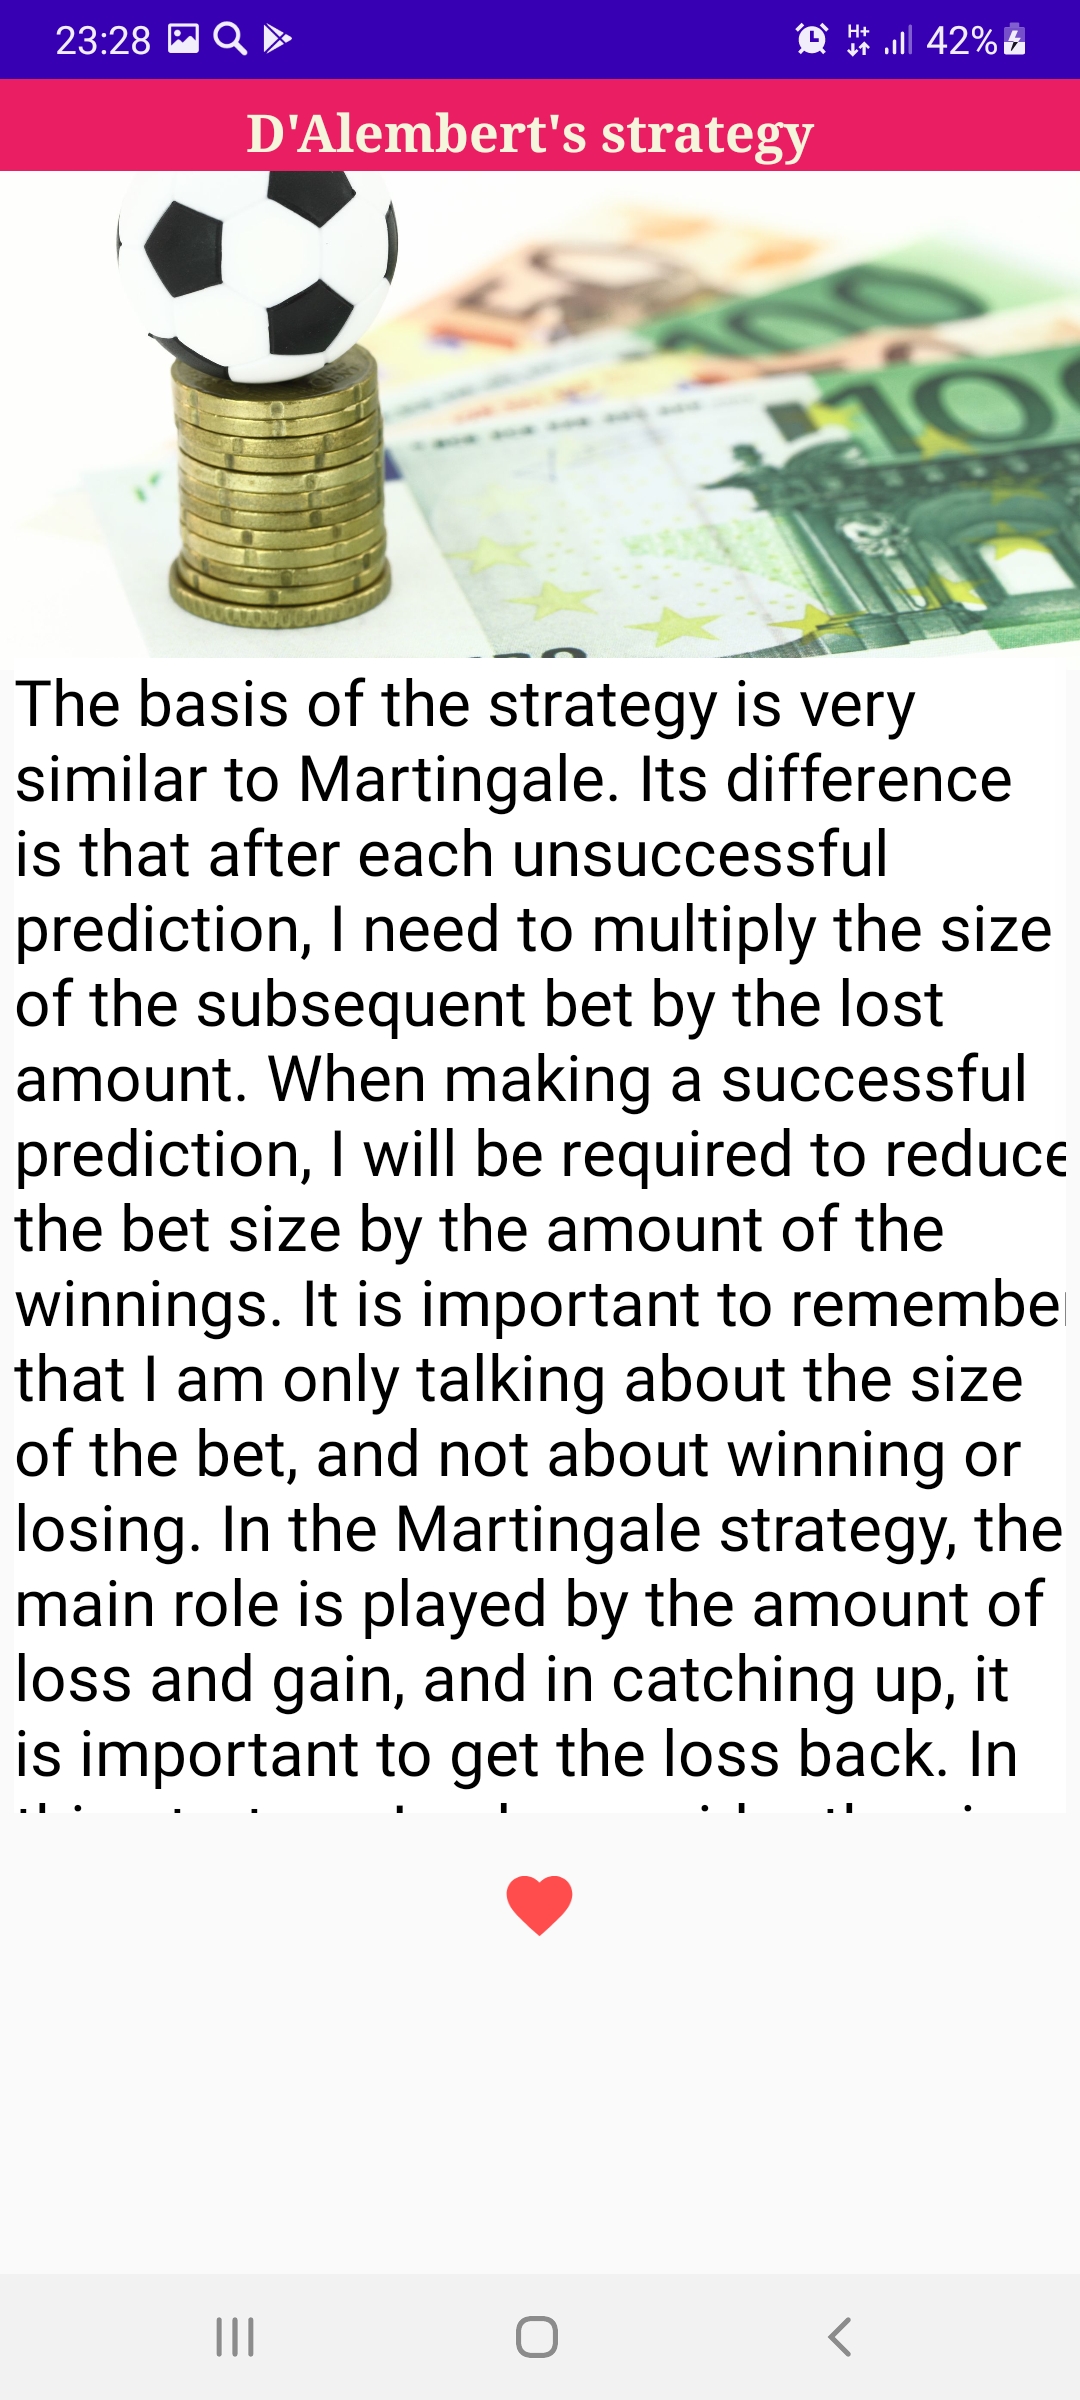 23:28
H+
42%
D'Alembert's strategy
50
100
100
The basis of the strategy is very
similar to Martingale. Its difference
is that after each unsuccessful
prediction, I need to multiply the size
of the subsequent bet by the lost
amount. When making a successful
prediction, I will be required to reduce
the bet size by the amount of the
winnings. It is important to remember
that I am only talking about the size
of the bet, and not about winning or
losing. In the Martingale strategy, the
main role is played by the amount of
loss and gain, and in catching up, it
is important to get the loss back. In